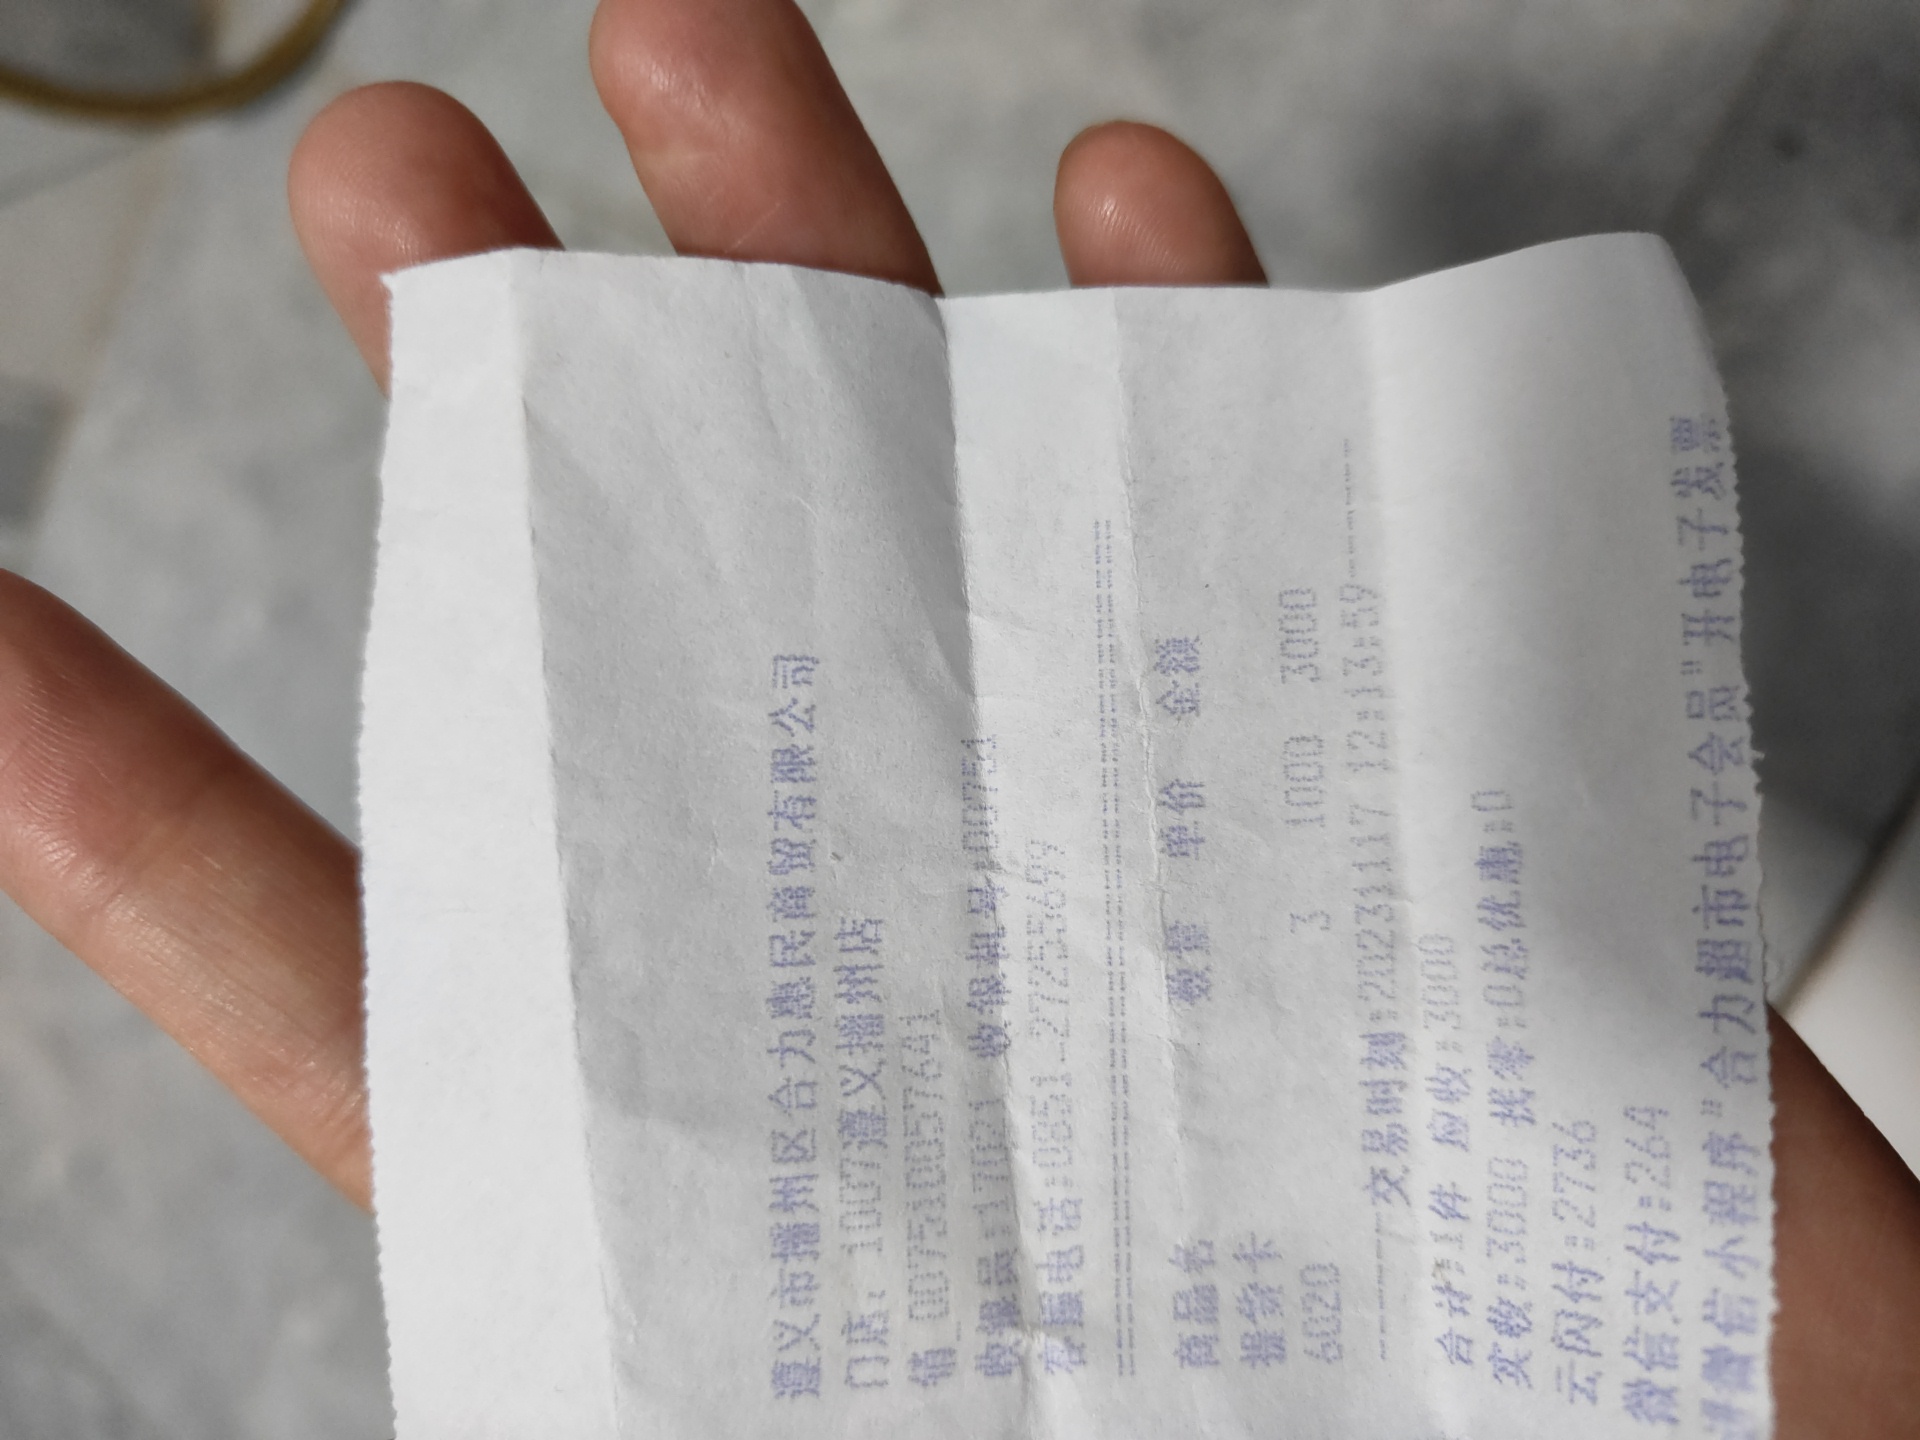 遵义市播州区合力惠民商贸有限公司
门店: 1007遵义播州店
销 007510057641
收银员:17021 收银机号:00751
客服电话:0851-27225699
商品名 数量 单价 金额
提货卡
6020 3 1000 3000
交易时刻:20231117 12:13:59
合计:1件 应收:3000
实收:3000 找零:0总优惠:0
云闪付:2736
微信支付:264
微信小程序"合力超市电子会员"开电子发票